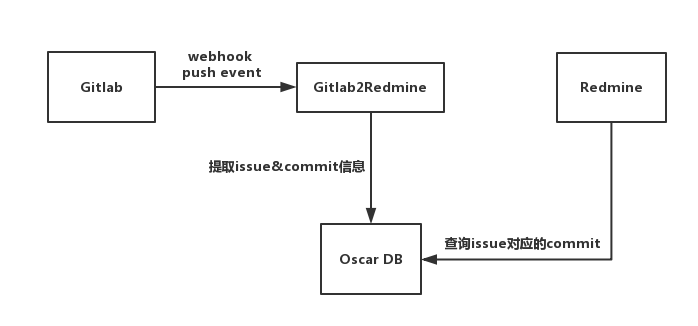 webhook
push event
Gitlab
Gitlab2Redmine
Redmine
提取issue&commit信息
查询issue对应的commit
Oscar DB